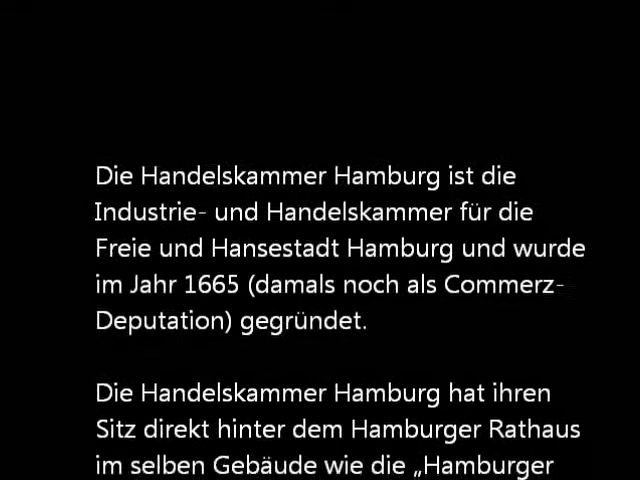 Die Handelskammer Hamburg ist die
Industrie- und Handelskammer für die
Freie und Hansestadt Hamburg und wurde
im Jahr 1665 (damals noch als Commerz-
Deputation) gegründet.
Die Handelskammer Hamburg hat ihren
Sitz direkt hinter dem Hamburger Rathaus
im selben Gebäude wie die „Hamburger